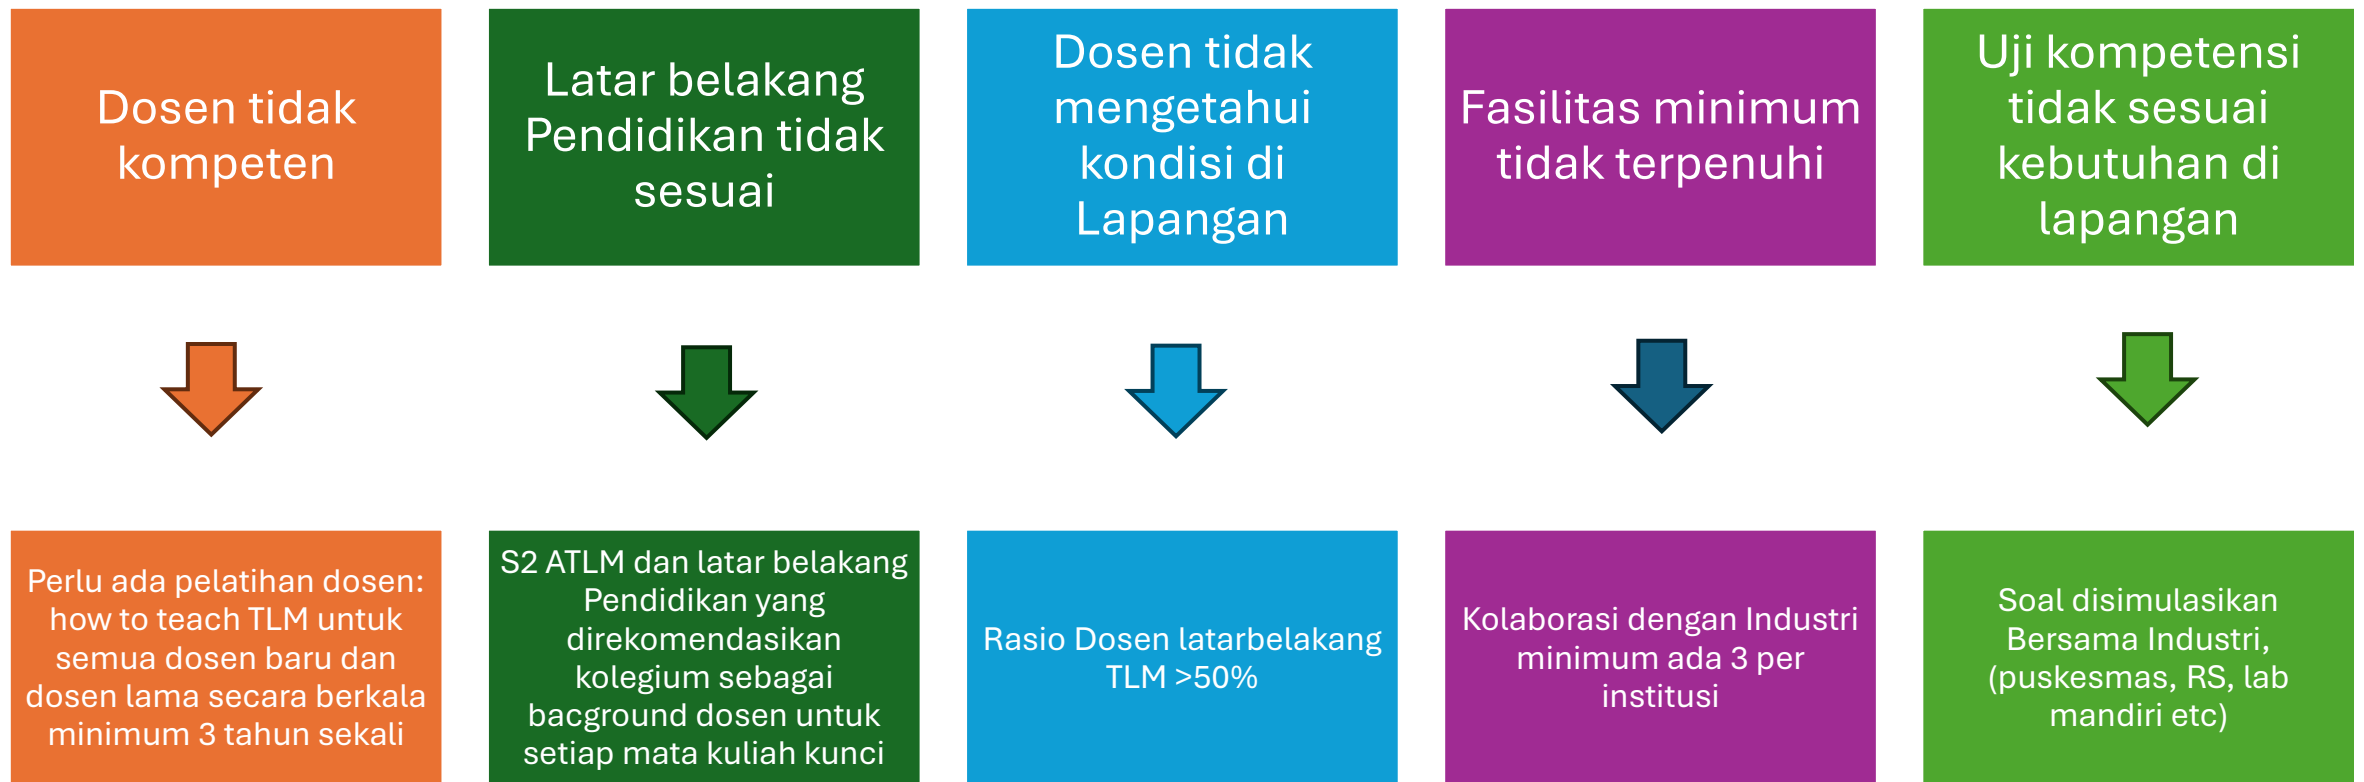 Dosen tidak
kompeten
Latar belakang
Pendidikan tidak
sesuai
Dosen tidak
mengetahui
kondisi di
Lapangan
Fasilitas minimum
tidak terpenuhi
Uji kompetensi
tidak sesuai
kebutuhan di
lapangan
Perlu ada pelatihan dosen:
how to teach TLM untuk
semua dosen baru dan
dosen lama secara berkala
minimum 3 tahun sekali
S2 ATLM dan latar belakang
Pendidikan yang
direkomendasikan
kolegium sebagai
bacground dosen untuk
setiap mata kuliah kunci
Rasio Dosen latarbelakang
TLM >50%
Kolaborasi dengan Industri
minimum ada 3 per
institusi
Soal disimulasikan
Bersama Industri,
(puskesmas, RS, lab
mandiri etc)